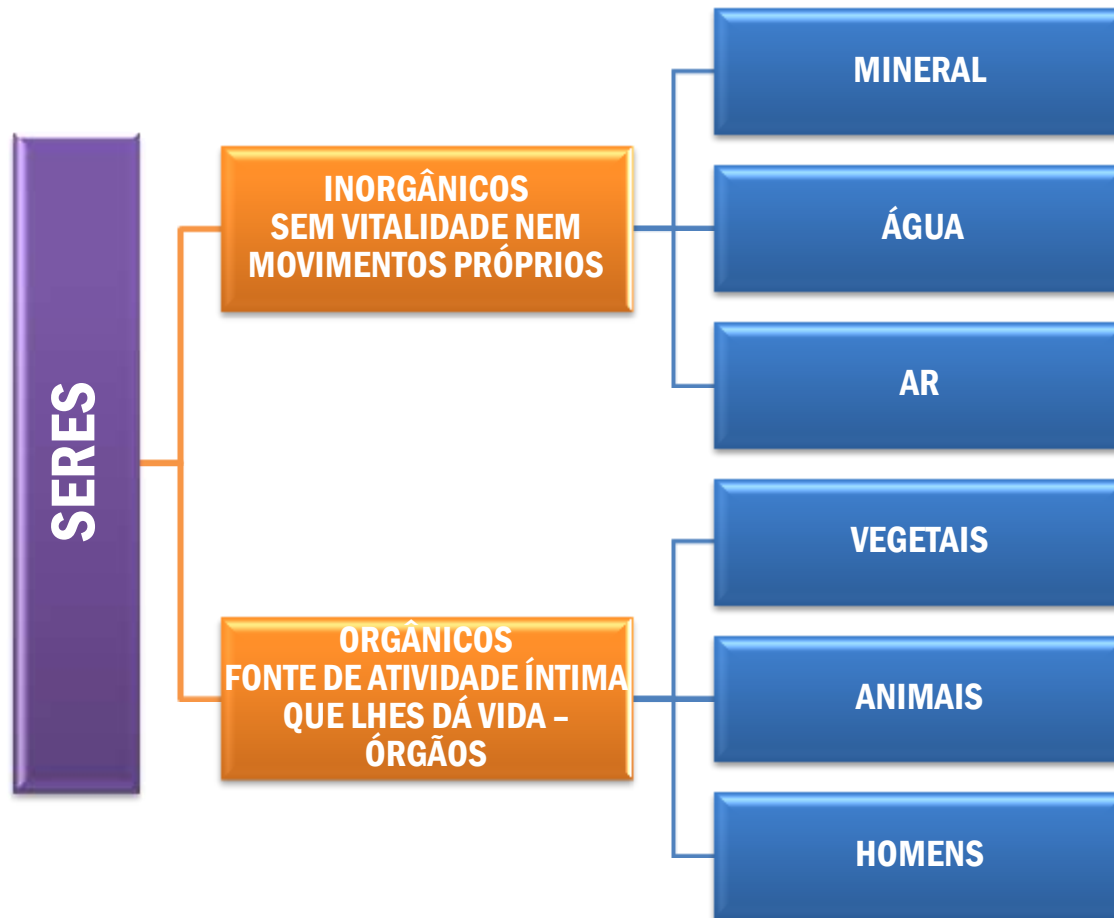 SERES
INORGÂNICOS
SEM VITALIDADE NEM
MOVIMENTOS PRÓPRIOS
MINERAL
ÁGUA
AR
ORGÂNICOS
FONTE DE ATIVIDADE ÍNTIMA
QUE LHES DÁ VIDA –
ÓRGÃOS
VEGETAIS
ANIMAIS
HOMENS